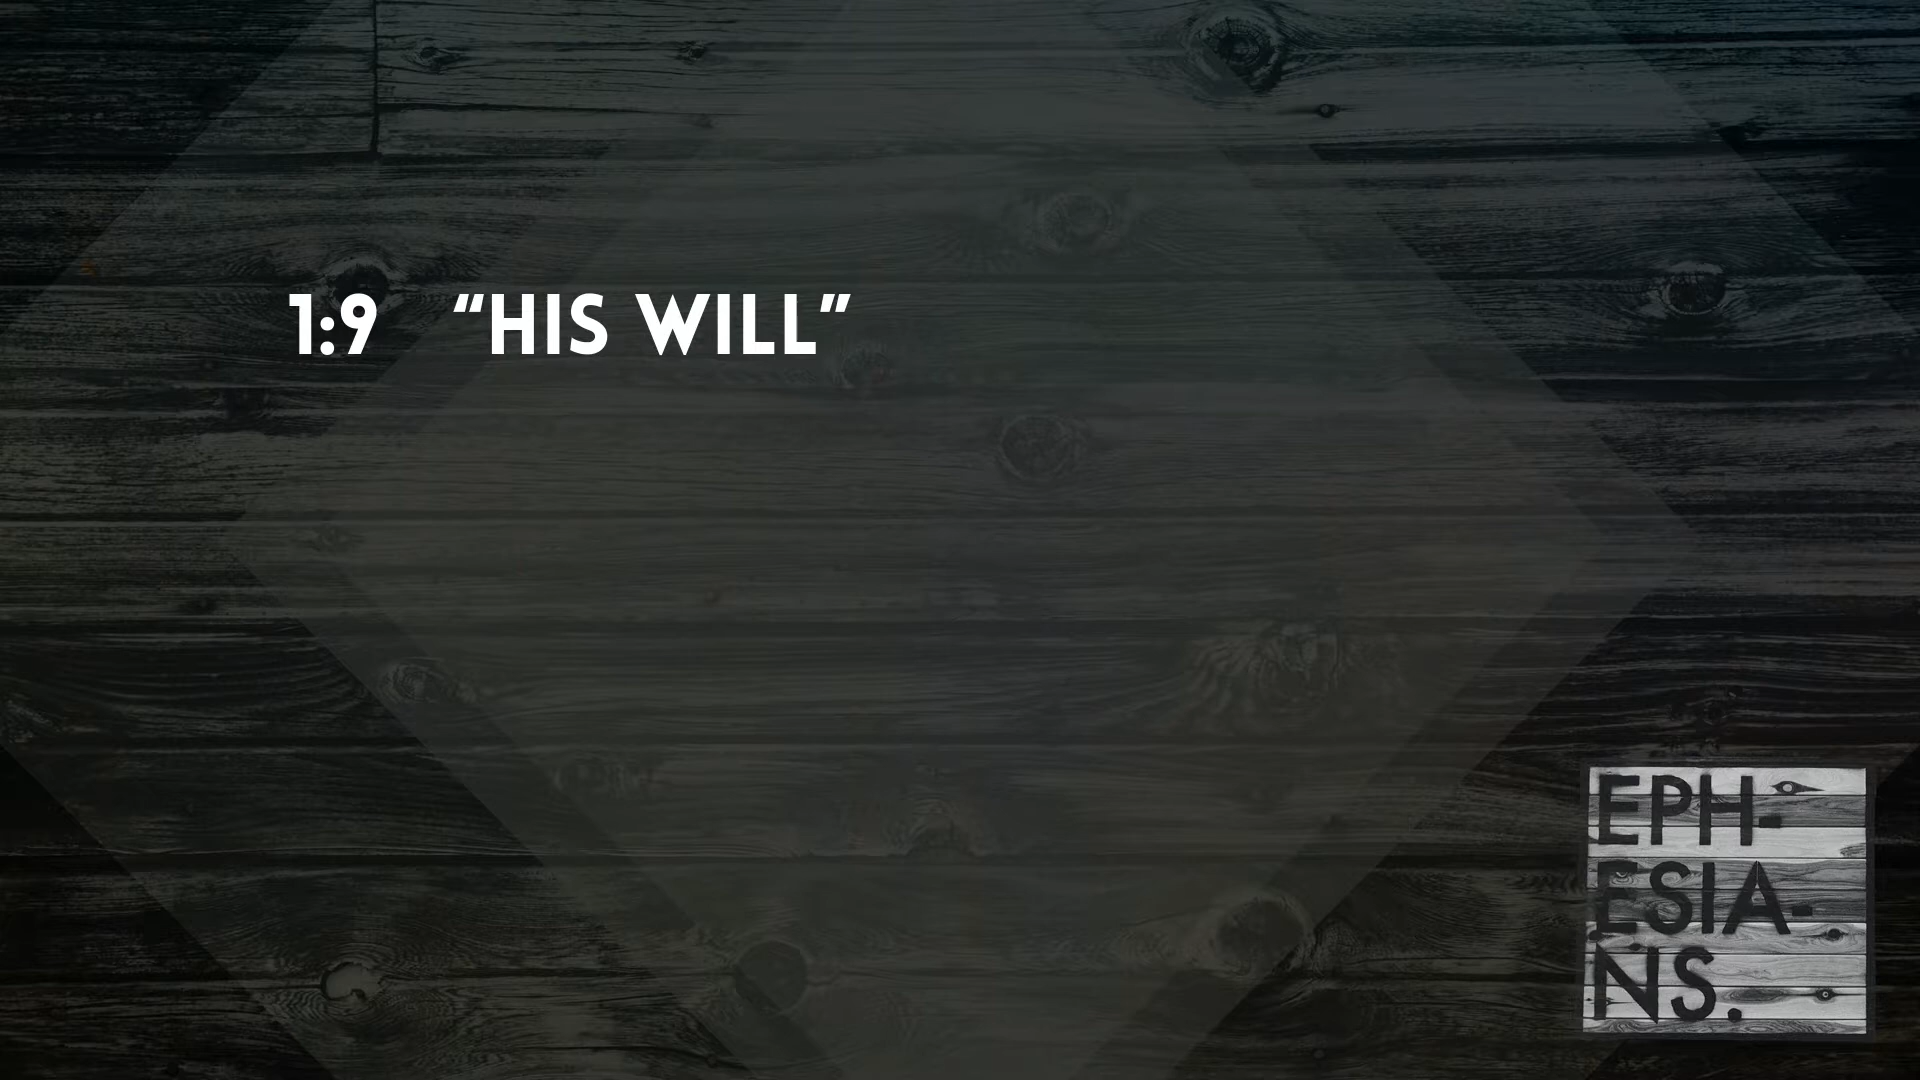 1:9 “HIS WILL”
EPH-
ESIA-
NS.